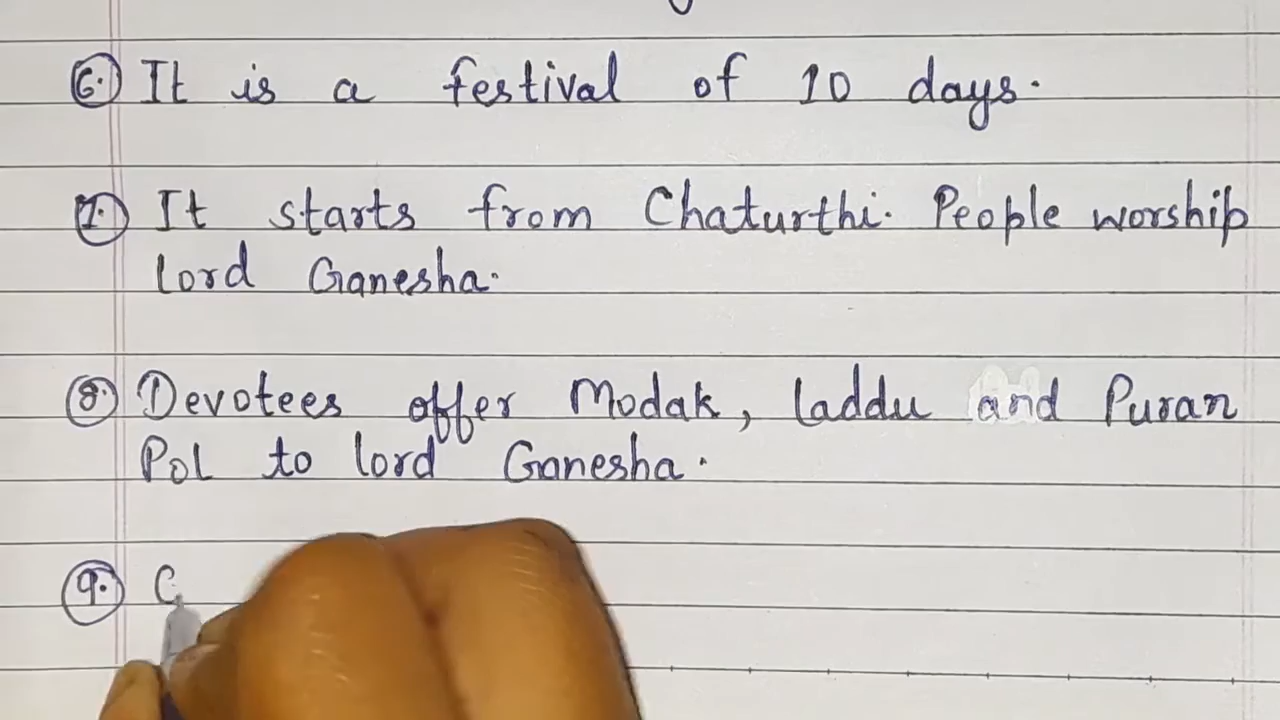 6. It is a festival of 10 days.
7. It starts from Chaturthi. People worship
lord Ganesha.
8. Devotees offer Modak, laddu and Puran
Pol to lord Ganesha.
9. G